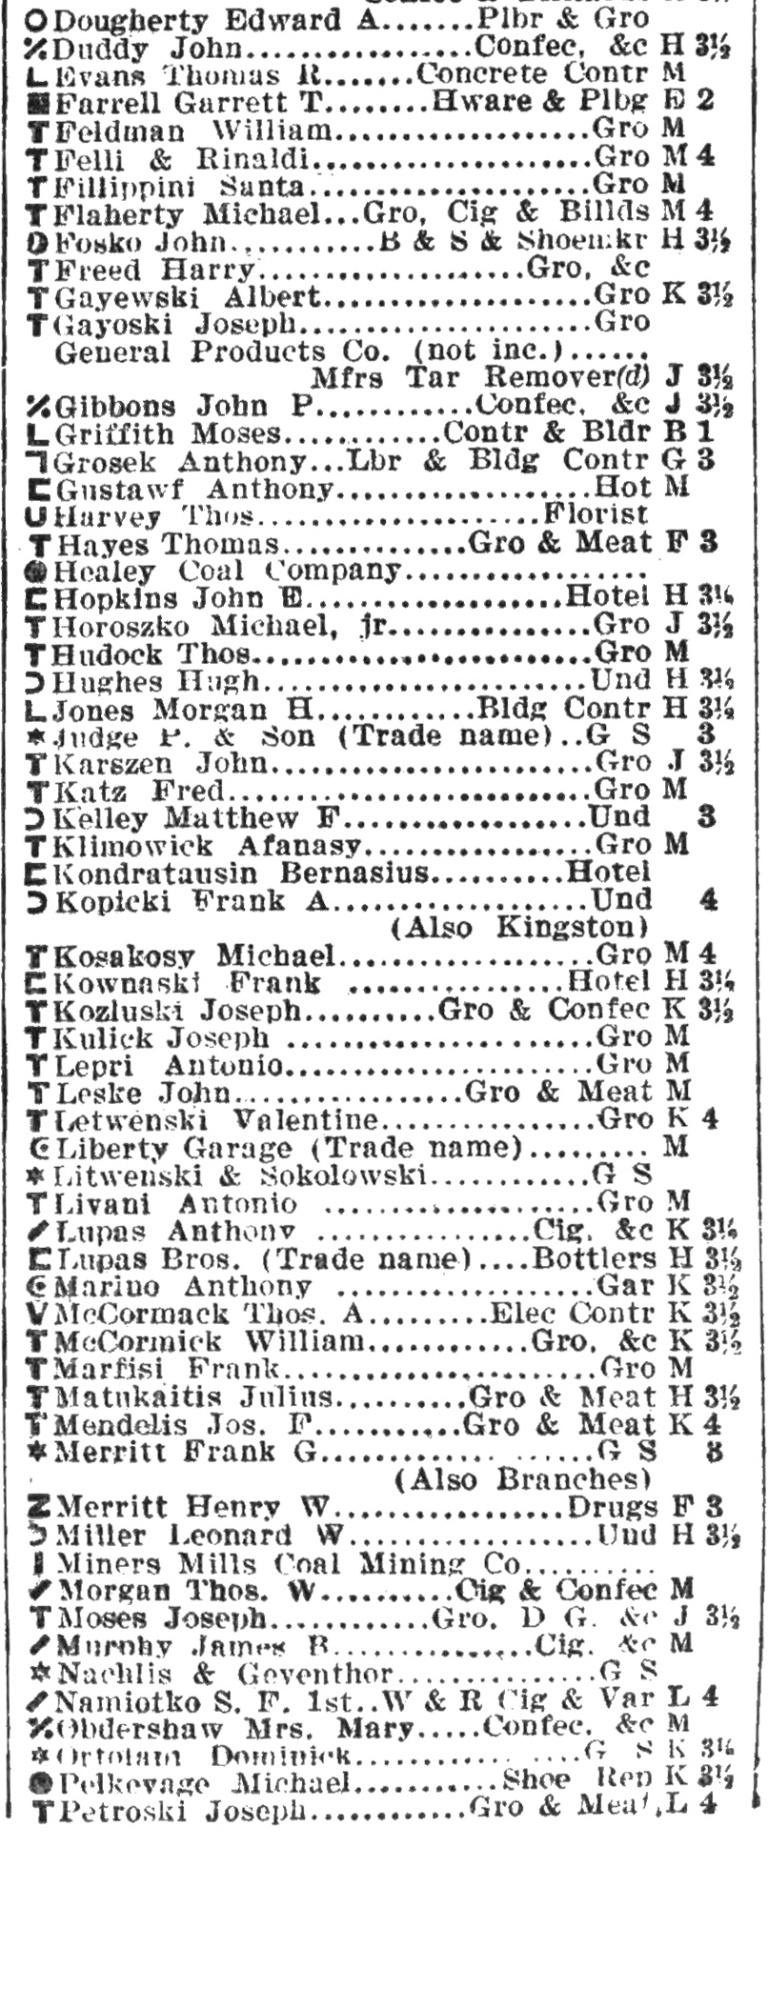 Dougherty Edward A.......Plbr & Gro
Duddy John.................Confec, &c H 3½
Evans Thomas R.......Concrete Contr M
Farrell Garrett T........Hware & Plbg E 2
Feldman William...................Gro M
Felli & Rinaldi.....................Gro M 4
Fillippini Santa.....................Gro M
Flaherty Michael...Gro, Cig & Billds M 4
Fosko John...........B & S & Shoemkr H 3½
Freed Harry....................Gro, &c
Gayewski Albert....................Gro K 3½
Gayoski Joseph......................Gro
General Products Co. (not inc.)......
Mfrs Tar Remover(d) J 3½
Gibbons John P............Confec, &c J 3½
Griffith Moses............Contr & Bldr B 1
Grosek Anthony...Lbr & Bldg Contr G 3
Gustawf Anthony...................Hot M
Harvey Thos.....................Florist
Hayes Thomas..............Gro & Meat F 3
Healey Coal Company..................
Hopkins John E...................Hotel H 3½
Horoszko Michael, jr...............Gro J 3½
Hudock Thos.........................Gro M
Hughes Hugh........................Und H 3½
Jones Morgan H............Bldg Contr H 3½
Judge P. & Son (Trade name)..G S 3
Karszen John........................Gro J 3½
Katz Fred...........................Gro M
Kelley Matthew F..................Und 3
Klimowick Afanasy.................Gro M
Kondratausin Bernasius..........Hotel
Kopicki Frank A...................Und 4
(Also Kingston)
Kosakosy Michael...................Gro M 4
Kownaski Frank ................Hotel H 3½
Kozluski Joseph..........Gro & Confec K 3½
Kulick Joseph .......................Gro M
Lepri Antonio.......................Gro M
Leske John.................Gro & Meat M
Letwenski Valentine................Gro K 4
Liberty Garage (Trade name)......... M
Litwenski & Sokolowski............G S
Livani Antonio ....................Gro M
Lupas Anthony ................Cig, &c K 3½
Lupas Bros. (Trade name)....Bottlers H 3½
Marino Anthony ...................Gar K 3½
McCormack Thos. A.........Elec Contr K 3½
McCormick William............Gro, &c K 3½
Marfisi Frank........................Gro M
Matukaitis Julius..........Gro & Meat H 3½
Mendelis Jos. F...........Gro & Meat K 4
Merritt Frank G............. ......G S 3
(Also Branches)
Merritt Henry W.................Drugs F 3
Miller Leonard W..................Und H 3½
Miners Mills Coal Mining Co..........
Morgan Thos. W..........Cig & Confec M
Moses Joseph............Gro, D G, &c J 3½
Murphy James B...............Cig, &c M
Nachlis & Geventhor...............G S
Namiotko S. F. 1st..W & R Cig & Var L 4
Obdershaw Mrs. Mary.....Confec, &c M
Ortolani Dominick............ ....G S K 3½
Pelkevage Michael...........Shoe Rep K 3½
Petroski Joseph............Gro & Meat L 4